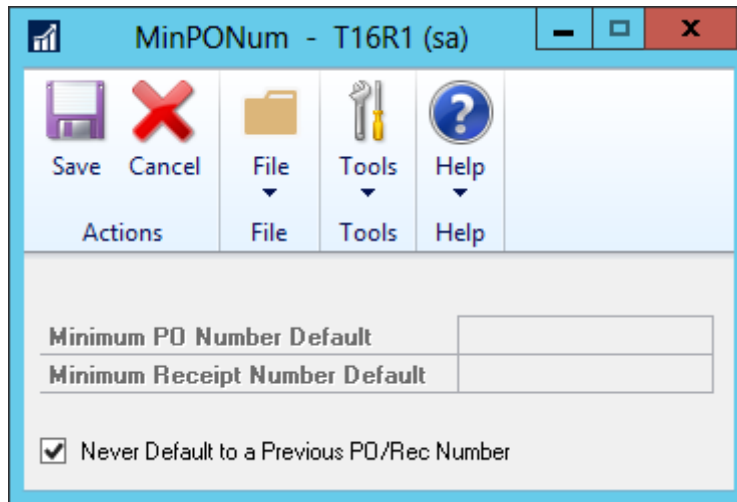 MinPONum - T16R1 (sa)
Save Cancel File Tools Help
Actions File Tools Help
Minimum PO Number Default
Minimum Receipt Number Default
Never Default to a Previous PO/Rec Number